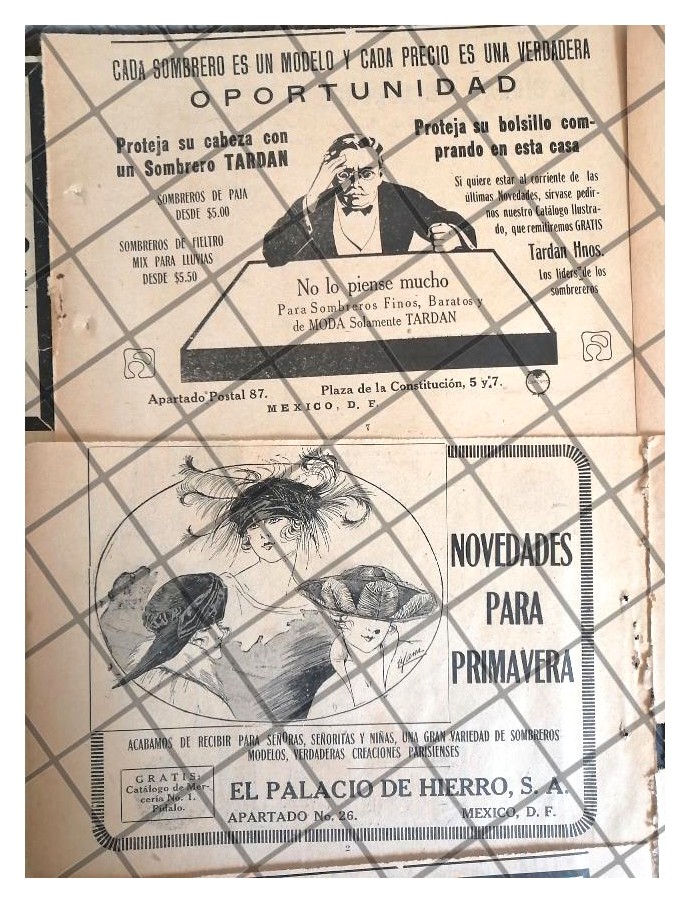 CADA SOMBRERO ES UN MODELO Y CADA PRECIO ES UNA VERDADERA
OPORTUNIDAD
Proteja su cabeza con
un Sombrero TARDAN
SOMBREROS DE PAJA
DESDE $5.00
SOMBREROS DE FIELTRO
MIX PARA LLUVIAS
DESDE $5.50
Proteja su bolsillo com-
prando en esta casa
Si quiere estar al corriente de las
últimas Novedades, sírvase pedir-
nos nuestro Catálogo Ilustra-
do, que remitiremos GRATIS
Tardan Hnos.
Los líders de los
sombrereros
No lo piense mucho
Para Sombreros Finos, Baratos y
de MODA Solamente TARDAN
Apartado Postal 87.
Plaza de la Constitución, 5 y 7.
MEXICO, D. F.
7
NOVEDADES
PARA
PRIMAVERA
ACABAMOS DE RECIBIR PARA SEÑORAS, SEÑORITAS Y NIÑAS, UNA GRAN VARIEDAD DE SOMBREROS
MODELOS, VERDADERAS CREACIONES PARISIENSES
GRATIS:
Catálogo de Mer-
cería No. 1.
Pídalo.
EL PALACIO DE HIERRO, S. A.
APARTADO No. 26.
MEXICO, D. F.
2